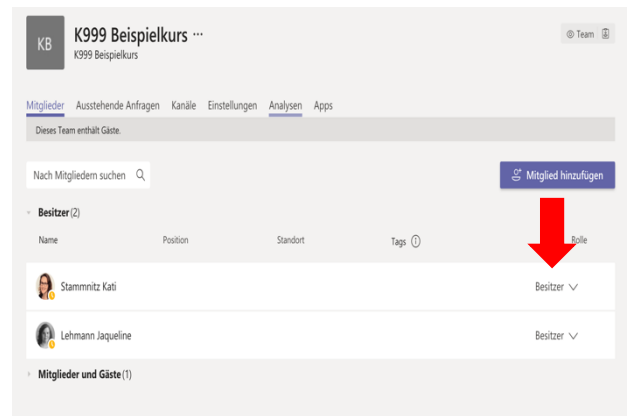 KB
K999 Beispielkurs ...
K999 Beispielkurs
Team
Mitglieder Ausstehende Anfragen Kanäle Einstellungen Analysen Apps
Dieses Team enthält Gäste.
Nach Mitgliedern suchen
Mitglied hinzufügen
Besitzer (2)
Name Position Standort Tags Rolle
Stammnitz Kati Besitzer
Lehmann Jaqueline Besitzer
Mitglieder und Gäste (1)